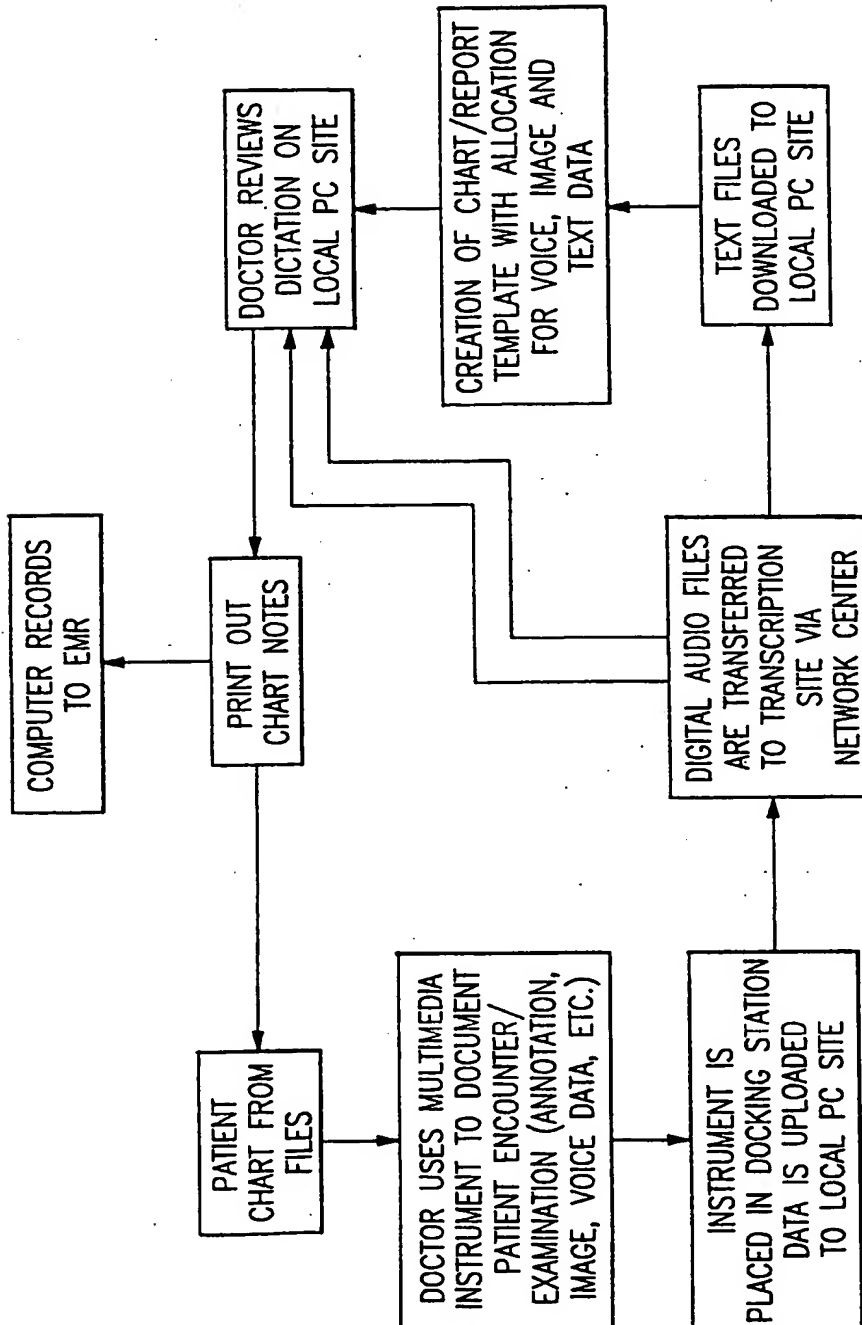 COMPUTER RECORDS
TO EMR
PRINT OUT
CHART NOTES
DOCTOR REVIEWS
DICTATION ON
LOCAL PC SITE
PATIENT
CHART FROM
FILES
DOCTOR USES MULTIMEDIA
INSTRUMENT TO DOCUMENT
PATIENT ENCOUNTER/
EXAMINATION (ANNOTATION,
IMAGE, VOICE DATA, ETC.)
INSTRUMENT IS
PLACED IN DOCKING STATION
DATA IS UPLOADED
TO LOCAL PC SITE
DIGITAL AUDIO FILES
ARE TRANSFERRED
TO TRANSCRIPTION
SITE VIA
NETWORK CENTER
TEXT FILES
DOWNLOADED TO
LOCAL PC SITE
CREATION OF CHART/REPORT
TEMPLATE WITH ALLOCATION
FOR VOICE, IMAGE AND
TEXT DATA